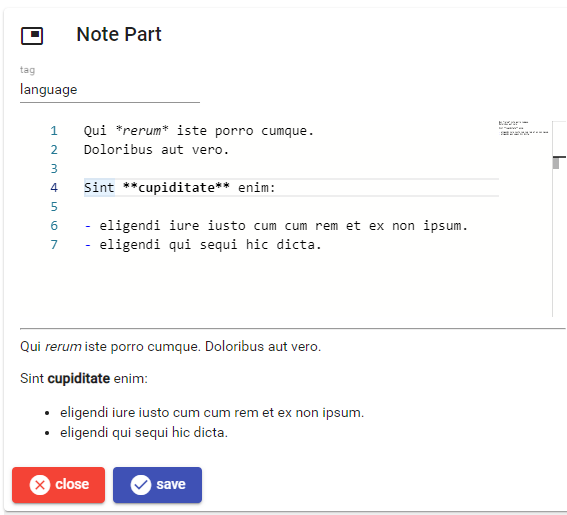 Note Part
tag
language
1 Qui *rerum* iste porro cumque.
2 Doloribus aut vero.
3
4 Sint **cupiditate** enim:
5
6 - eligendi iure iusto cum cum rem et ex non ipsum.
7 - eligendi qui sequi hic dicta.
Qui rerum iste porro cumque. Doloribus aut vero.
Sint cupiditate enim:
• eligendi iure iusto cum cum rem et ex non ipsum.
• eligendi qui sequi hic dicta.
close save